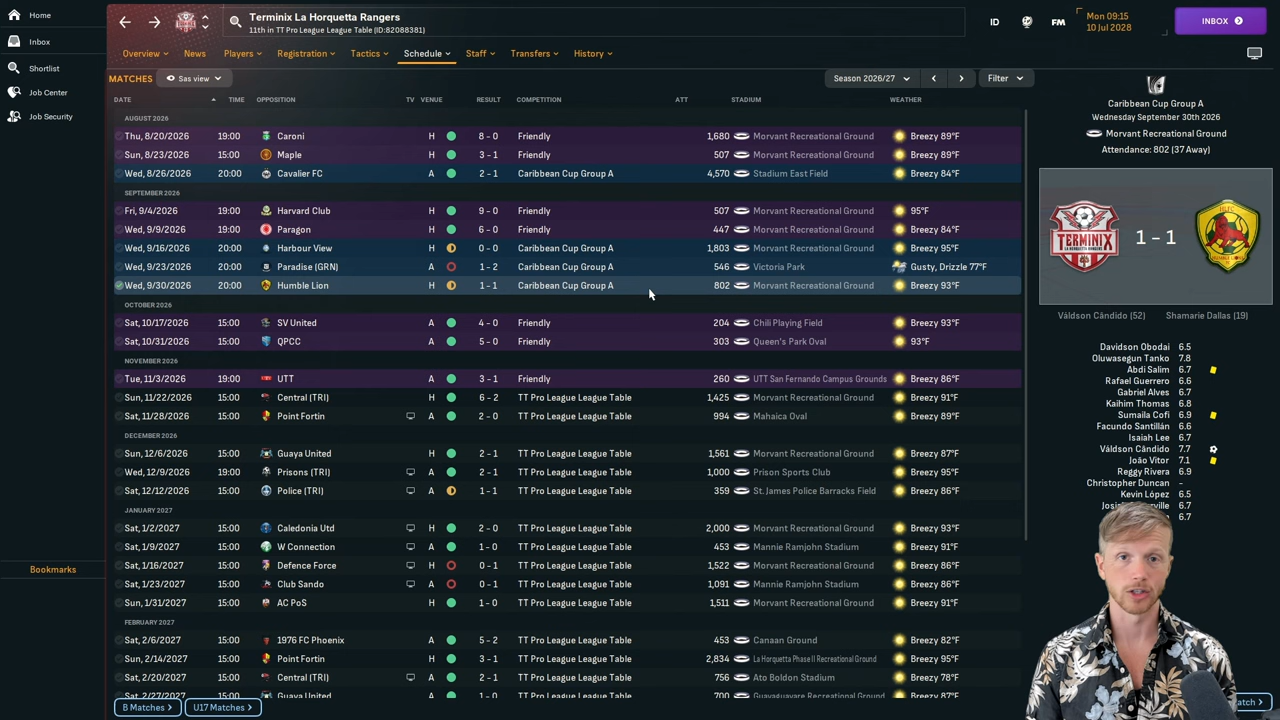 Home
Inbox
Shortlist
Job Center
Job Security
Bookmarks
Terminix La Horquetta Rangers
11th in TT Pro League League Table (ID:82088381)
ID
FM
Mon 09:15
10 Jul 2028
INBOX
Overview
News
Players
Registration
Tactics
Schedule
Staff
Transfers
History
MATCHES
Sas view
Season 2026/27
Filter
DATE TIME OPPOSITION TV VENUE RESULT COMPETITION ATT STADIUM WEATHER
AUGUST 2026
Thu, 8/20/2026 19:00 Caroni H 8 - 0 Friendly 1,680 Morvant Recreational Ground Breezy 89°F
Sun, 8/23/2026 15:00 Maple H 3 - 1 Friendly 507 Morvant Recreational Ground Breezy 89°F
Wed, 8/26/2026 20:00 Cavalier FC A 2 - 1 Caribbean Cup Group A 4,570 Stadium East Field Breezy 84°F
SEPTEMBER 2026
Fri, 9/4/2026 19:00 Harvard Club H 9 - 0 Friendly 507 Morvant Recreational Ground 95°F
Wed, 9/9/2026 19:00 Paragon H 6 - 0 Friendly 447 Morvant Recreational Ground Breezy 84°F
Wed, 9/16/2026 20:00 Harbour View H 0 - 0 Caribbean Cup Group A 1,803 Morvant Recreational Ground Breezy 95°F
Wed, 9/23/2026 20:00 Paradise (GRN) A 1 - 2 Caribbean Cup Group A 546 Victoria Park Gusty, Drizzle 77°F
Wed, 9/30/2026 20:00 Humble Lion H 1 - 1 Caribbean Cup Group A 802 Morvant Recreational Ground Breezy 93°F
OCTOBER 2026
Sat, 10/17/2026 15:00 SV United A 4 - 0 Friendly 204 Chili Playing Field Breezy 93°F
Sat, 10/31/2026 15:00 QPCC A 5 - 0 Friendly 303 Queen's Park Oval 93°F
NOVEMBER 2026
Tue, 11/3/2026 19:00 UTT A 3 - 1 Friendly 260 UTT San Fernando Campus Grounds Breezy 86°F
Sun, 11/22/2026 15:00 Central (TRI) H 6 - 2 TT Pro League League Table 1,425 Morvant Recreational Ground Breezy 91°F
Sat, 11/28/2026 15:00 Point Fortin A 2 - 0 TT Pro League League Table 994 Mahaica Oval Breezy 89°F
DECEMBER 2026
Sun, 12/6/2026 15:00 Guaya United H 7 - 1 TT Pro League League Table 1,561 Morvant Recreational Ground Breezy 87°F
Wed, 12/9/2026 19:00 Prisons (TRI) A 2 - 1 TT Pro League League Table 1,000 Prison Sports Club Breezy 95°F
Sat, 12/12/2026 15:00 Police (TRI) A 1 - 1 TT Pro League League Table 359 St. James Police Barracks Field Breezy 86°F
JANUARY 2027
Sat, 1/2/2027 15:00 Caledonia Utd H 2 - 0 TT Pro League League Table 2,000 Morvant Recreational Ground Breezy 93°F
Sat, 1/9/2027 15:00 W Connection A 1 - 0 TT Pro League League Table 453 Mannie Ramjohn Stadium Breezy 91°F
Sat, 1/16/2027 15:00 Defence Force H 0 - 1 TT Pro League League Table 1,522 Morvant Recreational Ground Breezy 86°F
Sat, 1/23/2027 15:00 Club Sando A 0 - 1 TT Pro League League Table 1,091 Mannie Ramjohn Stadium Breezy 86°F
Sun, 1/31/2027 15:00 AC PoS H 1 - 0 TT Pro League League Table 1,511 Morvant Recreational Ground Breezy 91°F
FEBRUARY 2027
Sat, 2/6/2027 15:00 1976 FC Phoenix A 5 - 2 TT Pro League League Table 453 Canaan Ground Breezy 82°F
Sun, 2/14/2027 15:00 Point Fortin H 3 - 1 TT Pro League League Table 2,834 La Horquetta Phase II Recreational Ground Breezy 95°F
Sat, 2/20/2027 15:00 Central (TRI) A 2 - 1 TT Pro League League Table 756 Ato Boldon Stadium Breezy 78°F
Sat, 2/27/2027 15:00 Guaya United A 1 - 0 TT Pro League League Table 700 Guayaguayare Recreational Ground Breezy 87°F
B Matches
U17 Matches
Caribbean Cup Group A
Wednesday September 30th 2026
Morvant Recreational Ground
Attendance: 802 (37 Away)
TERMINIX
LA HORQUETTA RANGERS
1 - 1
Váldson Cândido (52) Shamarie Dallas (19)
Davidson Obodai 6.5
Oluwasegun Tanko 7.8
Abdi Salim 6.7
Rafael Guerrero 6.6
Gabriel Alves 6.7
Kaihim Thomas 6.8
Sumaila Cofi 6.9
Facundo Santillán 6.6
Isaiah Lee 6.7
Váldson Cândido 7.7
João Vitor 7.1
Reggy Rivera 6.9
Christopher Duncan -
Kevin López 6.5
6.7
6.7